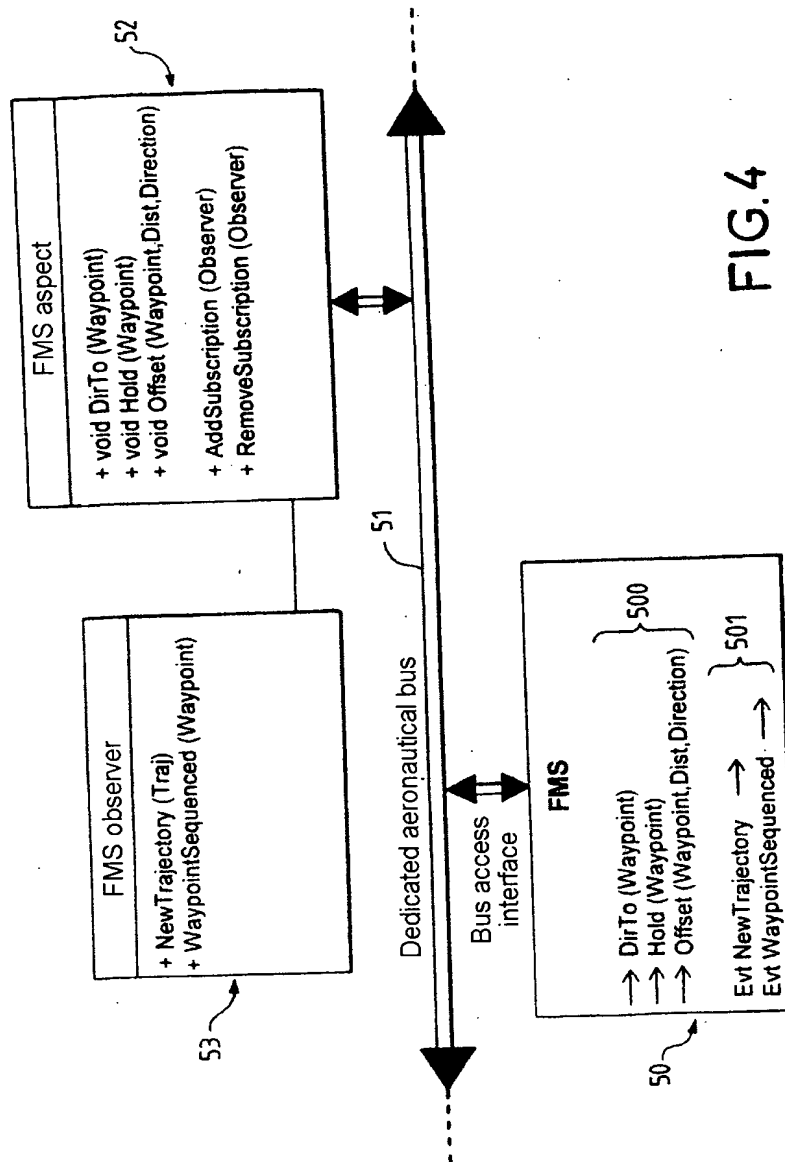 FMS observer
+ NewTrajectory (Traj)
+ WaypointSequenced (Waypoint)
53
FMS aspect
+ void DirTo (Waypoint)
+ void Hold (Waypoint)
+ void Offset (Waypoint,Dist,Direction)
+ AddSubscription (Observer)
+ RemoveSubscription (Observer)
52
Dedicated aeronautical bus
51
Bus access
interface
FMS
→ DirTo (Waypoint)
→ Hold (Waypoint)
→ Offset (Waypoint,Dist,Direction)
500
Evt NewTrajectory →
Evt WaypointSequenced →
501
50
FIG.4